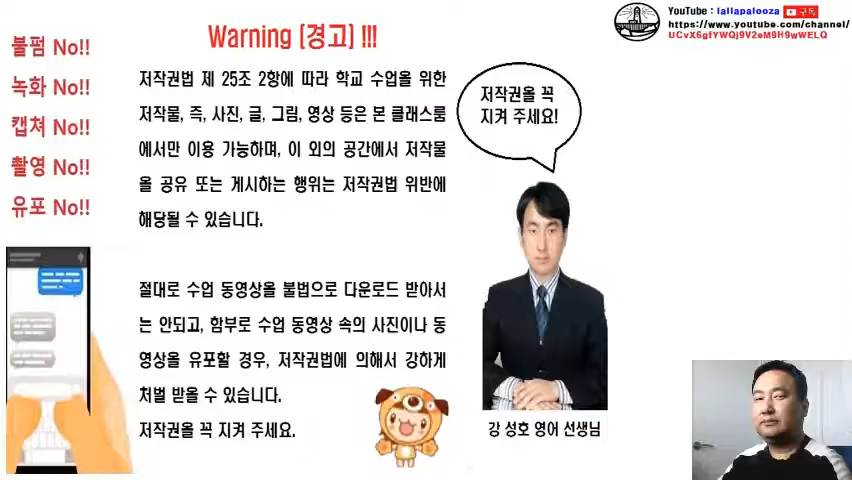 불펌 No!!
녹화 No!!
캡쳐 No!!
촬영 No!!
유포 No!!
Warning (경고) !!!
저작권법 제 25조 2항에 따라 학교 수업을 위한
저작물, 즉, 사진, 글, 그림, 영상 등은 본 클래스룸
에서만 이용 가능하며, 이 외의 공간에서 저작물
을 공유 또는 게시하는 행위는 저작권법 위반에
해당될 수 있습니다.
절대로 수업 동영상을 불법으로 다운로드 받아서
는 안되고, 함부로 수업 동영상 속의 사진이나 동
영상을 유포할 경우, 저작권법에 의해서 강하게
처벌 받을 수 있습니다.
저작권을 꼭 지켜 주세요.
저작권을 꼭
지켜 주세요!
강 성호 영어 선생님
YouTube : lallapalooza 구독
https://www.youtube.com/channel/
UCvX6gfYWQj9V2eM9H9wWELQ